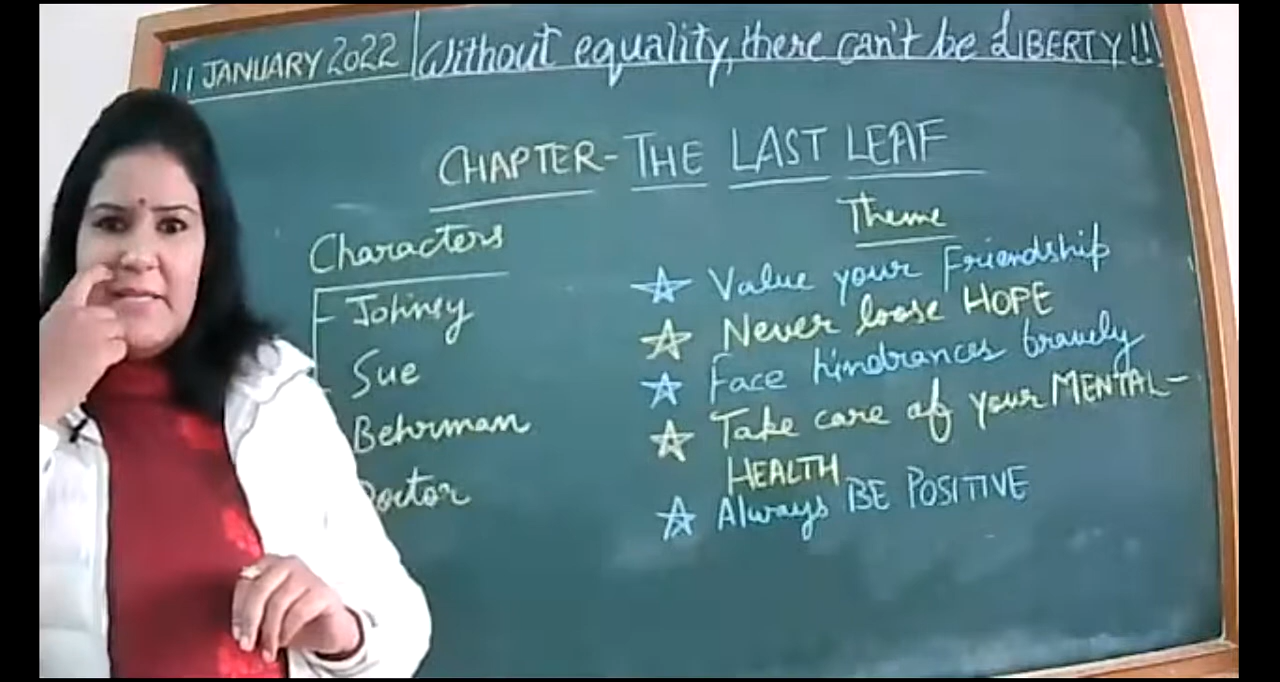 11 JANUARY 2022 | Without equality, there can't be LIBERTY!!!
CHAPTER- THE LAST LEAF
Characters
- Johnsy
Sue
Behrman
Doctor
Theme
☆ Value your Friendship
☆ Never loose HOPE
☆ Face hindrances bravely
☆ Take care of your MENTAL-
HEALTH
☆ Always BE POSITIVE